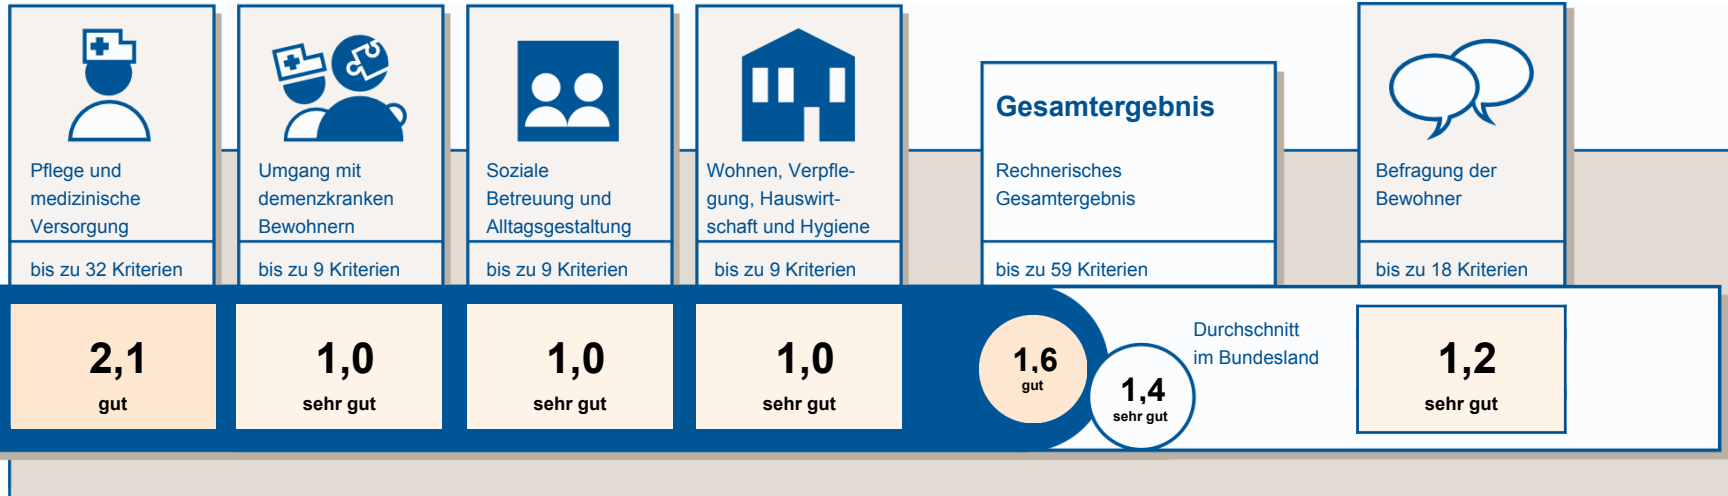 Pflege und
medizinische
Versorgung
bis zu 32 Kriterien
2,1
gut
Umgang mit
demenzkranken
Bewohnern
bis zu 9 Kriterien
1,0
sehr gut
Soziale
Betreuung und
Alltagsgestaltung
bis zu 9 Kriterien
1,0
sehr gut
Wohnen, Verpfle-
gung, Hauswirt-
schaft und Hygiene
bis zu 9 Kriterien
1,0
sehr gut
Gesamtergebnis
Rechnerisches
Gesamtergebnis
bis zu 59 Kriterien
1,6
gut
1,4
sehr gut
Durchschnitt
im Bundesland
Befragung der
Bewohner
bis zu 18 Kriterien
1,2
sehr gut